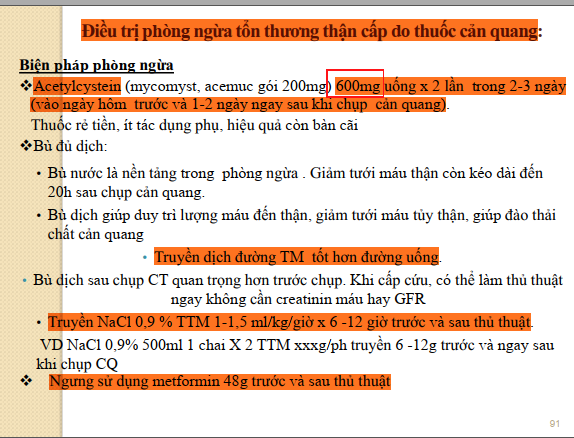 Điều trị phòng ngừa tổn thương thận cấp do thuốc cản quang:
Biện pháp phòng ngừa
❖Acetylcystein (mycomyst, acemuc gói 200mg) 600mg uống x 2 lần trong 2-3 ngày
(vào ngày hôm trước và 1-2 ngày ngay sau khi chụp cản quang).
Thuốc rẻ tiền, ít tác dụng phụ, hiệu quả còn bàn cãi
❖Bù đủ dịch:
• Bù nước là nền tảng trong phòng ngừa . Giảm tưới máu thận còn kéo dài đến
20h sau chụp cản quang.
• Bù dịch giúp duy trì lượng máu đến thận, giảm tưới máu tủy thận, giúp đào thải
chất cản quang
• Truyền dịch đường TM tốt hơn đường uống.
• Bù dịch sau chụp CT quan trọng hơn trước chụp. Khi cấp cứu, có thể làm thủ thuật
ngay không cần creatinin máu hay GFR
• Truyền NaCl 0,9 % TTM 1-1,5 ml/kg/giờ x 6 -12 giờ trước và sau thủ thuật.
VD NaCl 0,9% 500ml 1 chai X 2 TTM xxxg/ph truyền 6 -12g trước và ngay sau
khi chụp CQ
❖ Ngưng sử dụng metformin 48g trước và sau thủ thuật
91